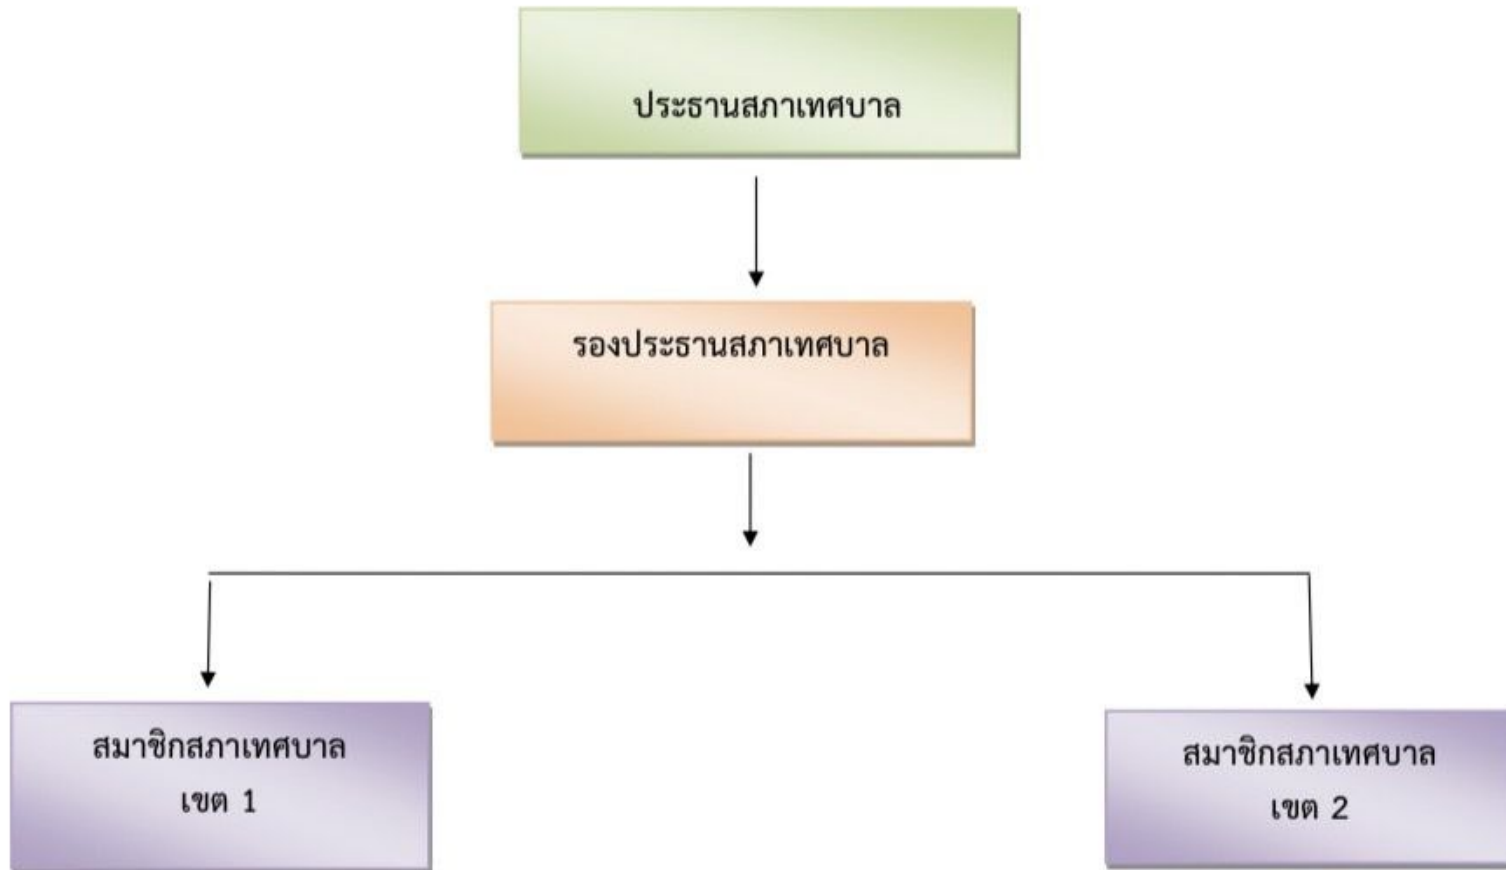 ประธานสภาเทศบาล
รองประธานสภาเทศบาล
สมาชิกสภาเทศบาล
เขต 1
สมาชิกสภาเทศบาล
เขต 2